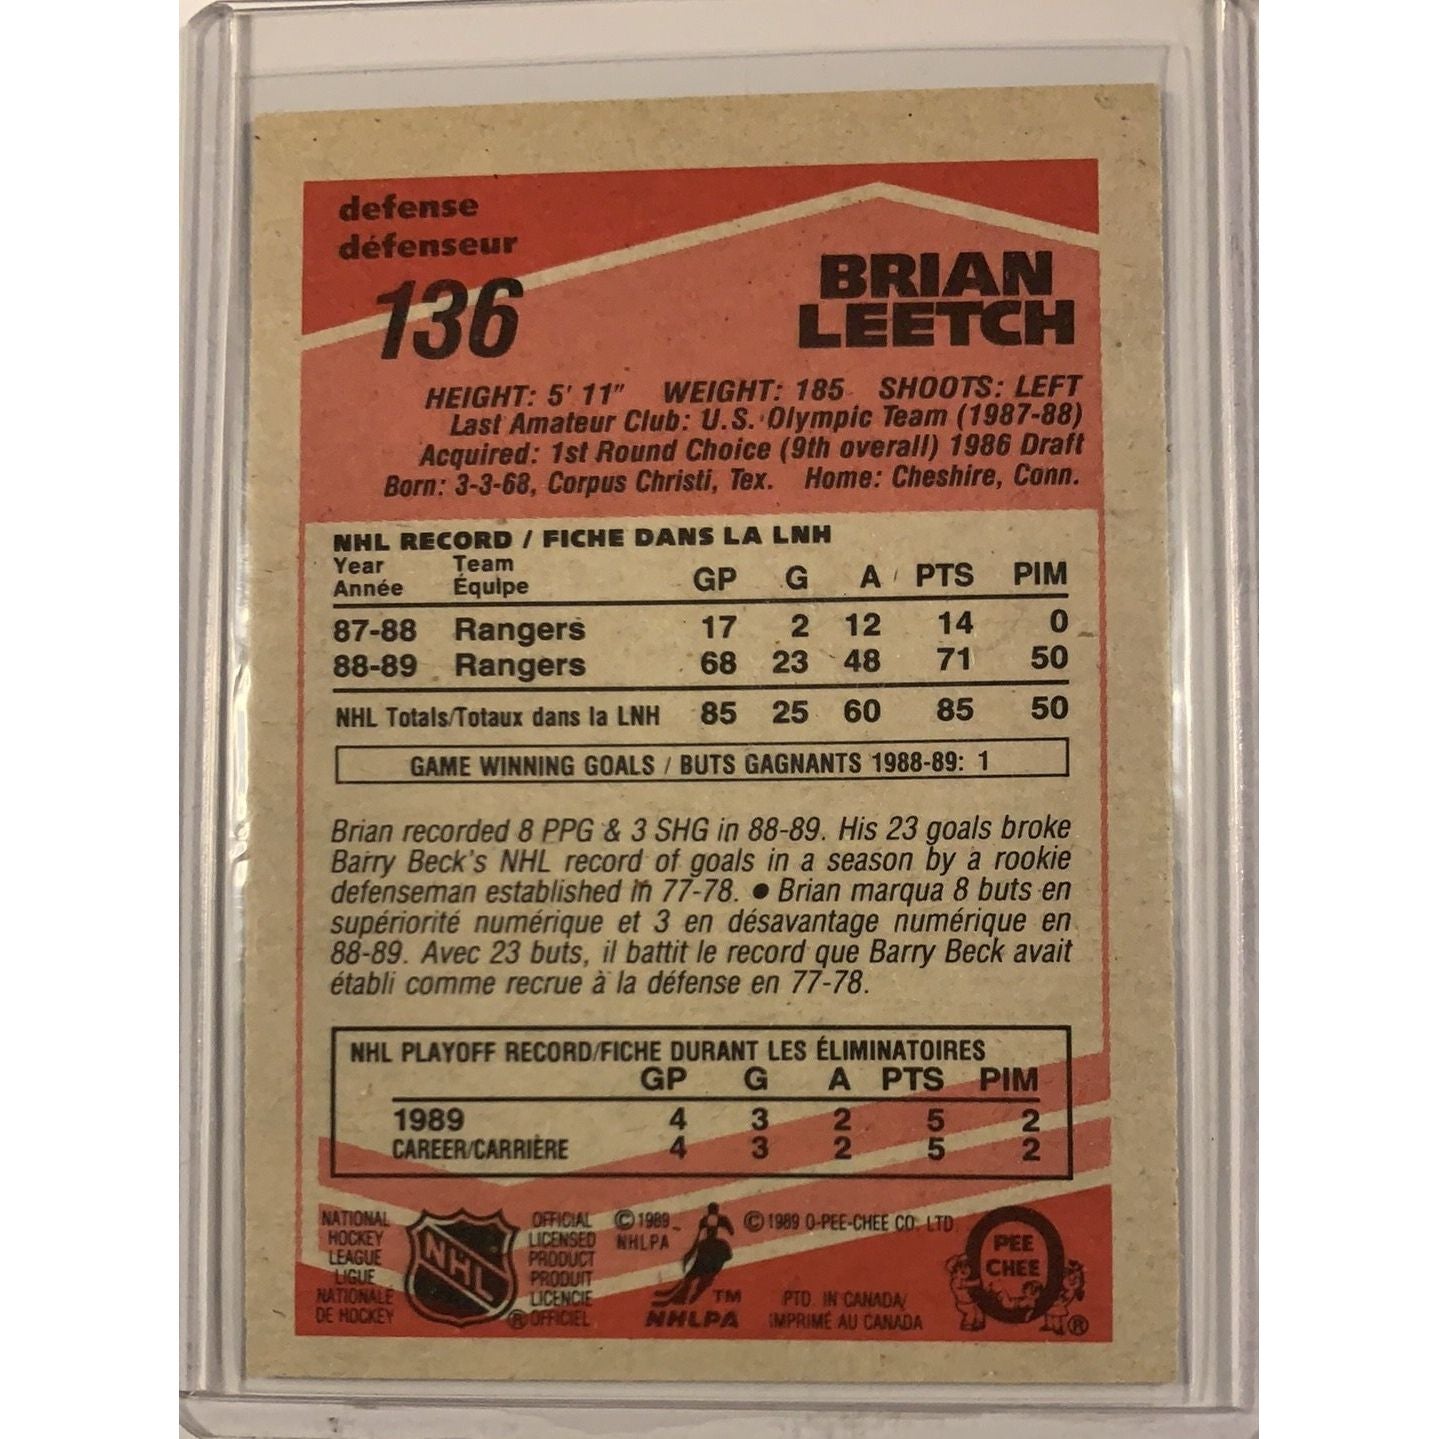 defense
défenseur
136
BRIAN
LEETCH
HEIGHT: 5' 11" WEIGHT: 185 SHOOTS: LEFT
Last Amateur Club: U.S. Olympic Team (1987-88)
Acquired: 1st Round Choice (9th overall) 1986 Draft
Born: 3-3-68, Corpus Christi, Tex. Home: Cheshire, Conn.
NHL RECORD / FICHE DANS LA LNH
Year Team
Année Équipe GP G A PTS PIM
87-88 Rangers 17 2 12 14 0
88-89 Rangers 68 23 48 71 50
NHL Totals/Totaux dans la LNH 85 25 60 85 50
GAME WINNING GOALS / BUTS GAGNANTS 1988-89: 1
Brian recorded 8 PPG & 3 SHG in 88-89. His 23 goals broke
Barry Beck's NHL record of goals in a season by a rookie
defenseman established in 77-78. ● Brian marqua 8 buts en
supériorité numérique et 3 en désavantage numérique en
88-89. Avec 23 buts, il battit le record que Barry Beck avait
établi comme recrue à la défense en 77-78.
NHL PLAYOFF RECORD/FICHE DURANT LES ÉLIMINATOIRES
GP G A PTS PIM
1989 4 3 2 5 2
CAREER/CARRIÈRE 4 3 2 5 2
NATIONAL
HOCKEY
LEAGUE
LIGUE
NATIONALE
DE HOCKEY
NHL
OFFICIAL
LICENSED
PRODUCT
PRODUIT
LICENCIE
® OFFICIEL
© 1989
NHLPA
TM
NHLPA
© 1989 O-PEE-CHEE CO. LTD
PTD. IN CANADA/
IMPRIMÉ AU CANADA
O
PEE
CHEE
®